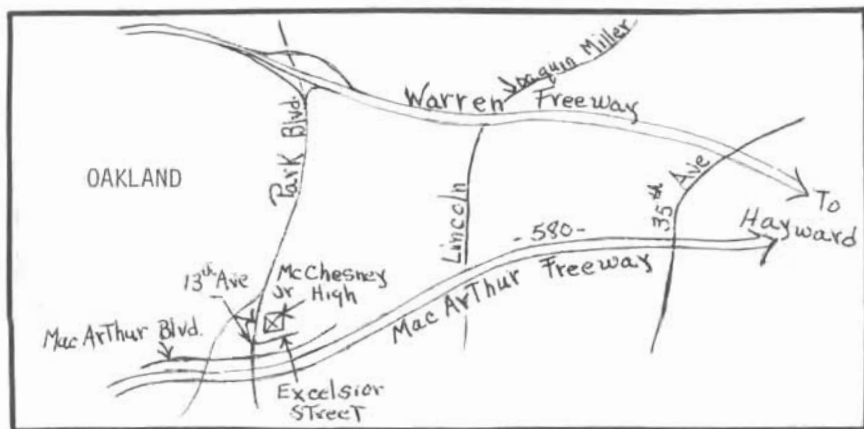 Joaquin Miller
Warren Freeway
Park Blvd.
OAKLAND
Lincoln
35th Ave
To
Hayward
- 580 -
MacArthur Freeway
13th Ave
McChesney
Jr High
MacArthur Blvd.
Excelsior
STreeT